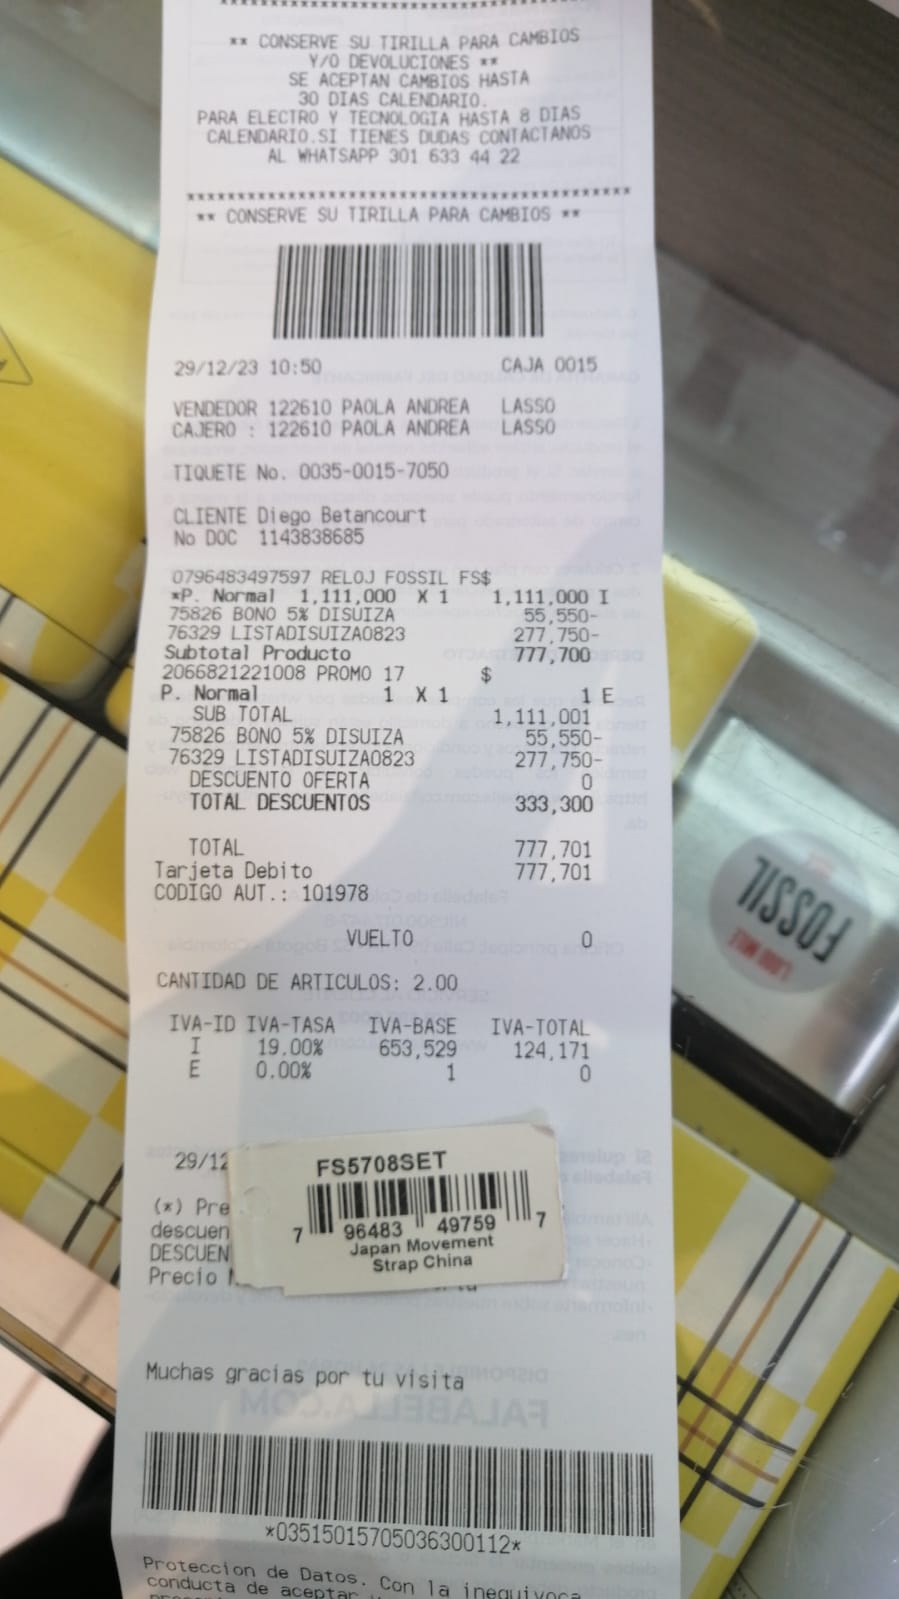 ** CONSERVE SU TIRILLA PARA CAMBIOS
Y/O DEVOLUCIONES **
SE ACEPTAN CAMBIOS HASTA
30 DIAS CALENDARIO.
PARA ELECTRO Y TECNOLOGIA HASTA 8 DIAS
CALENDARIO.SI TIENES DUDAS CONTACTANOS
AL WHATSAPP 301 633 44 22
** CONSERVE SU TIRILLA PARA CAMBIOS **
29/12/23 10:50 CAJA 0015
VENDEDOR 122610 PAOLA ANDREA LASSO
CAJERO : 122610 PAOLA ANDREA LASSO
TIQUETE No. 0035-0015-7050
CLIENTE Diego Betancourt
No DOC 1143838685
0796483497597 RELOJ FOSSIL FS$
*P. Normal 1,111,000 X 1 1,111,000 I
75826 BONO 5% DISUIZA 55,550-
76329 LISTADISUIZA0823 277,750-
Subtotal Producto 777,700
2066821221008 PROMO 17 $
P. Normal 1 X 1 1 E
SUB TOTAL 1,111,001
75826 BONO 5% DISUIZA 55,550-
76329 LISTADISUIZA0823 277,750-
DESCUENTO OFERTA 0
TOTAL DESCUENTOS 333,300
TOTAL 777,701
Tarjeta Debito 777,701
CODIGO AUT.: 101978
VUELTO 0
CANTIDAD DE ARTICULOS: 2.00
IVA-ID IVA-TASA IVA-BASE IVA-TOTAL
I 19.00% 653,529 124,171
E 0.00% 1 0
29/12
(*) Pre
descuen
DESCUEN
Precio
FS5708SET
7 96483 49759 7
Japan Movement
Strap China
Muchas gracias por tu visita
FALABELLA.COM
*03515015705036300112*
Proteccion de Datos. Con la inequivoca
conducta de aceptar
FOSSIL